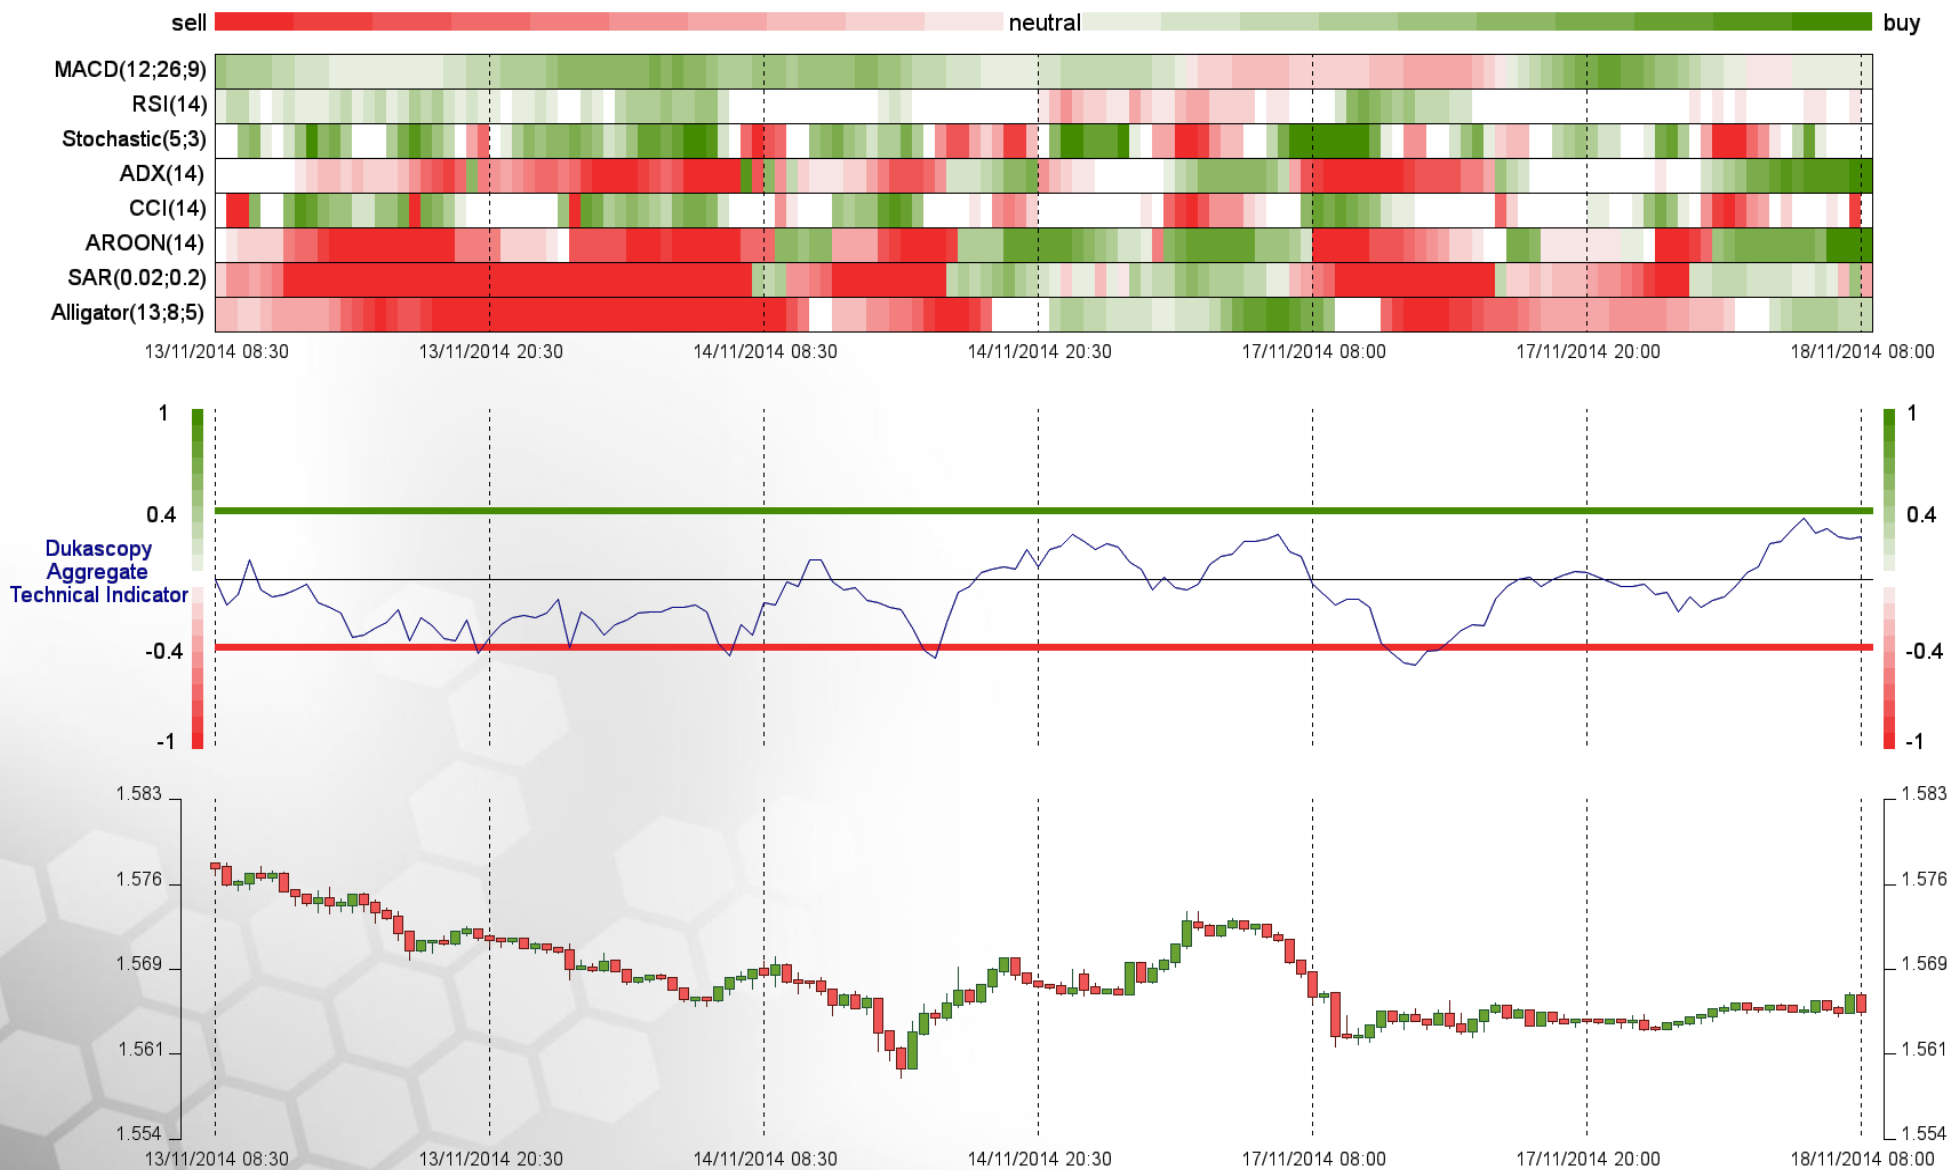 sell neutral buy
MACD(12;26;9)
RSI(14)
Stochastic(5;3)
ADX(14)
CCI(14)
AROON(14)
SAR(0.02;0.2)
Alligator(13;8;5)
13/11/2014 08:30 13/11/2014 20:30 14/11/2014 08:30 14/11/2014 20:30 17/11/2014 08:00 17/11/2014 20:00 18/11/2014 08:00
1 1
0.4 0.4
Dukascopy
Aggregate
Technical Indicator
-0.4 -0.4
-1 -1
1.583 1.583
1.576 1.576
1.569 1.569
1.561 1.561
1.554 1.554
13/11/2014 08:30 13/11/2014 20:30 14/11/2014 08:30 14/11/2014 20:30 17/11/2014 08:00 17/11/2014 20:00 18/11/2014 08:00